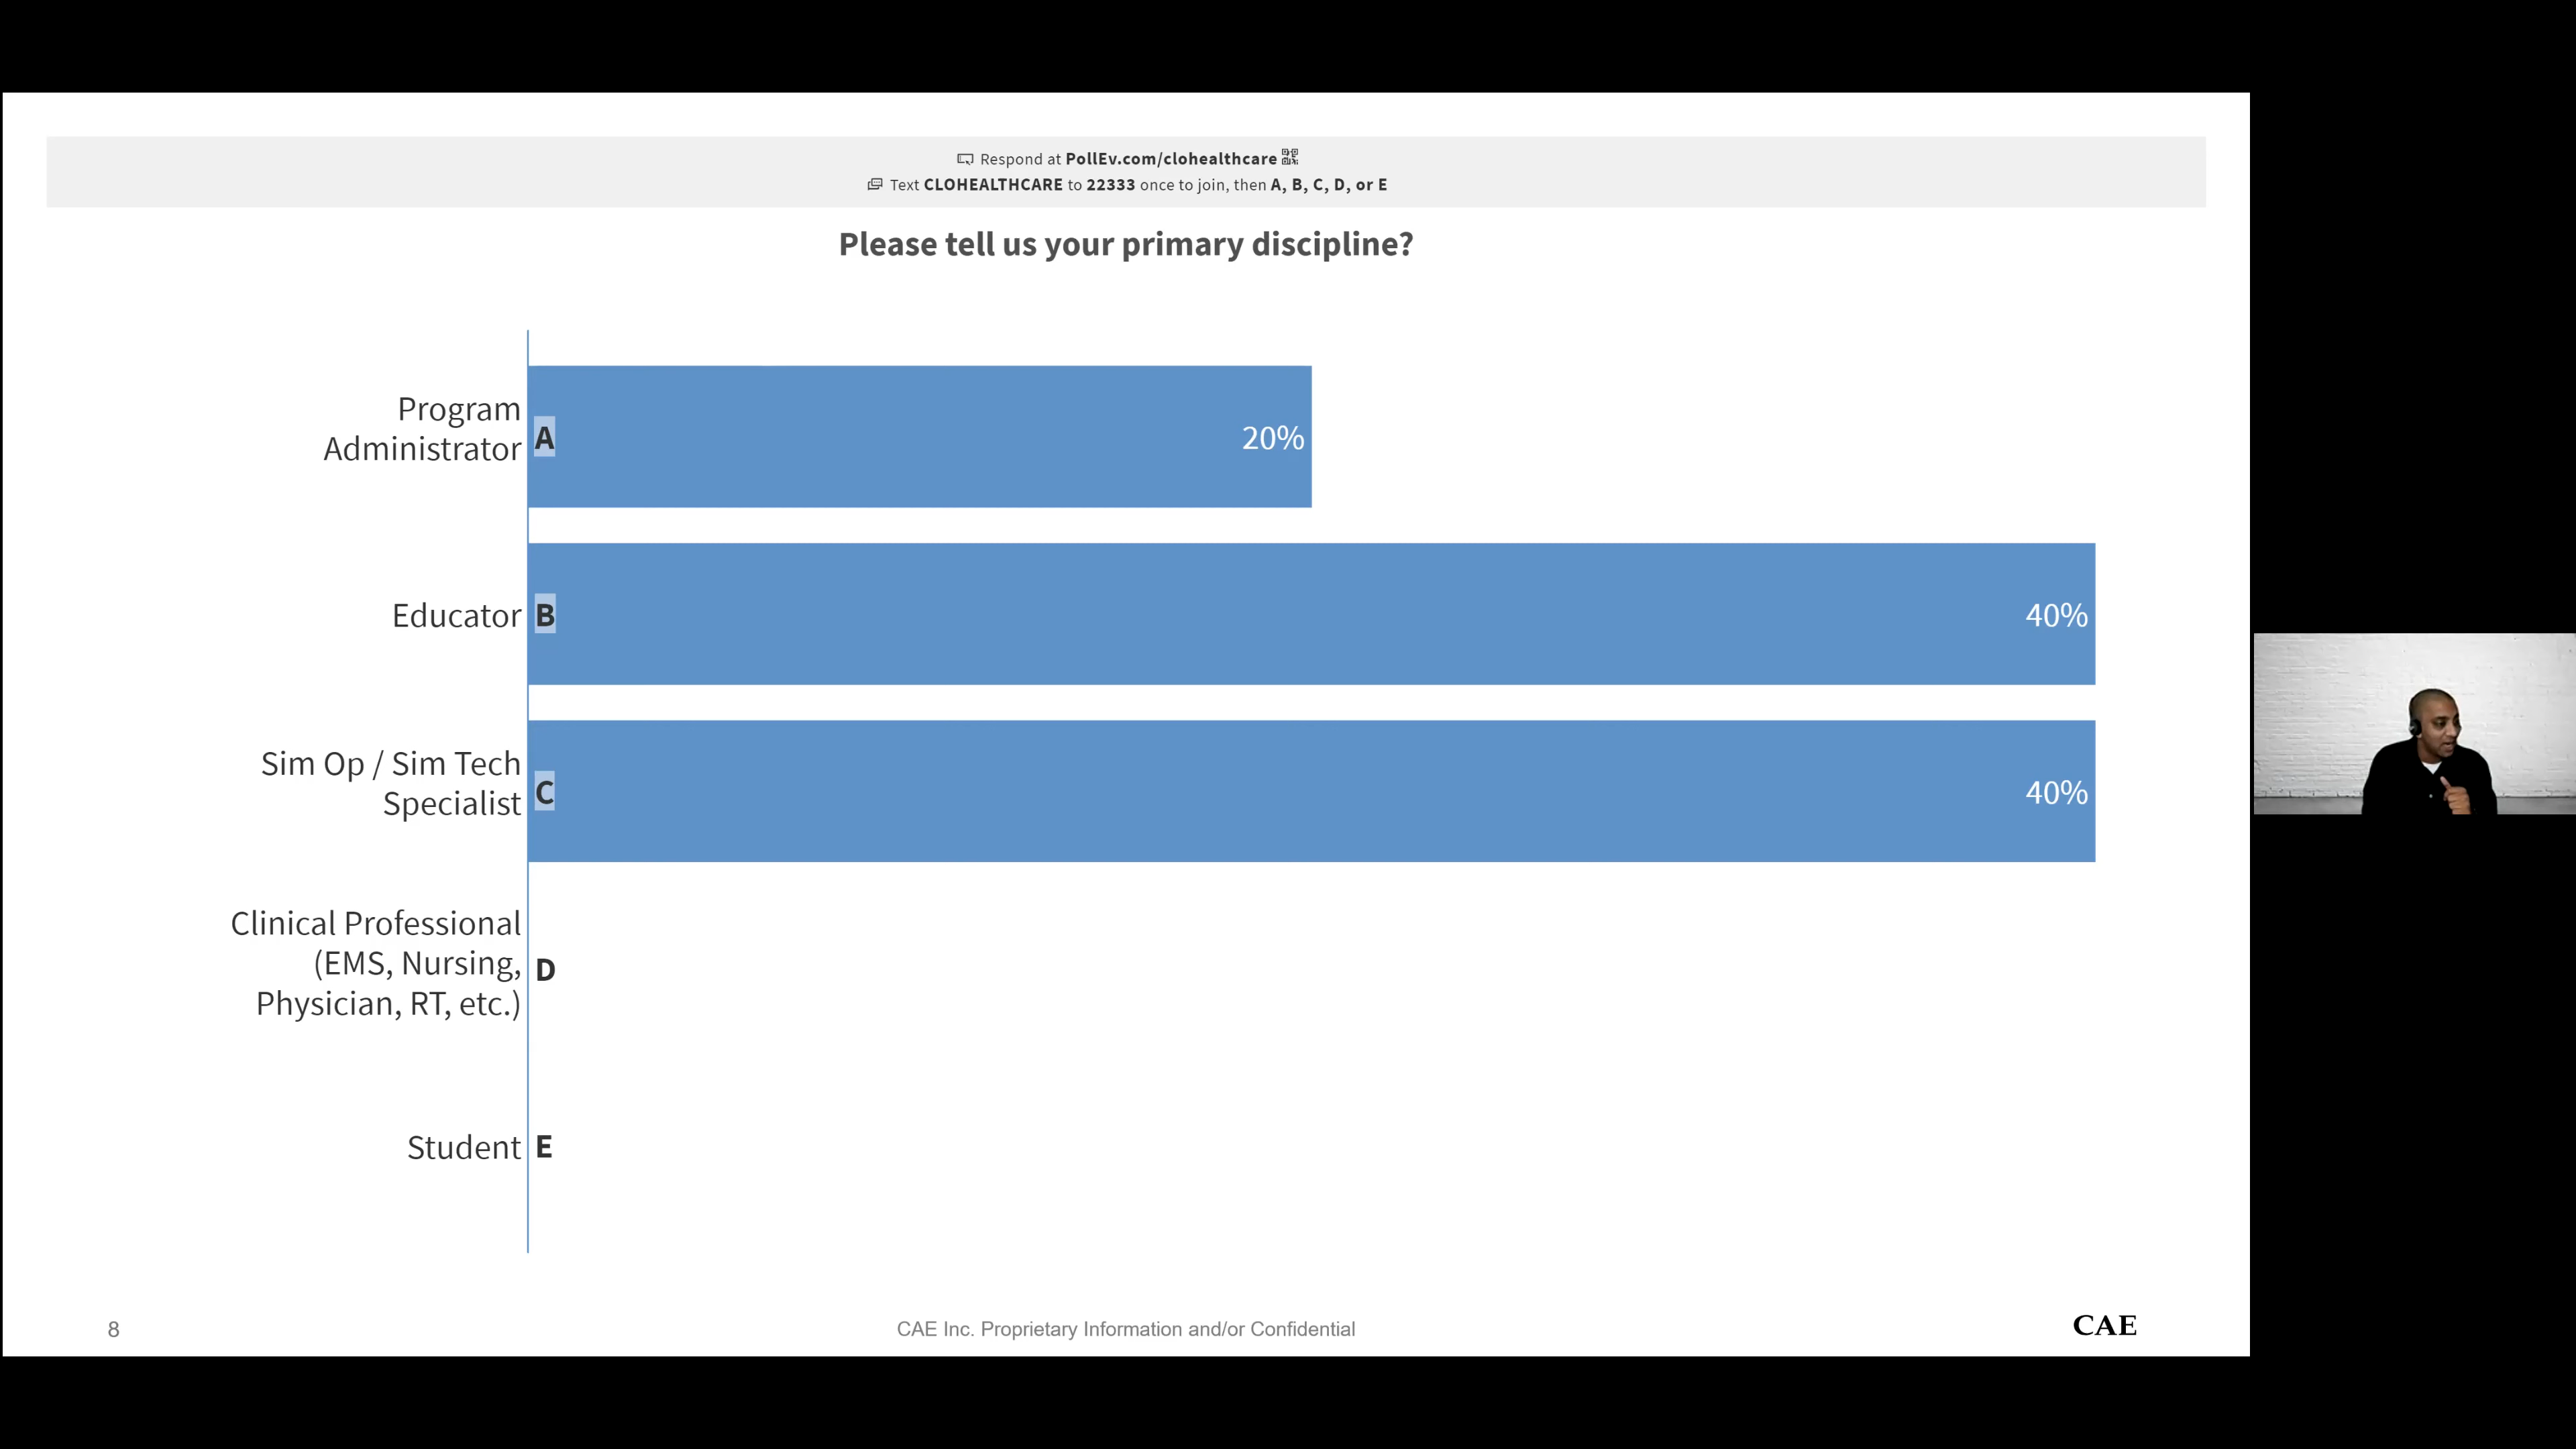 Respond at PollEv.com/clohealthcare
Text CLOHEALTHCARE to 22333 once to join, then A, B, C, D, or E
Please tell us your primary discipline?
Program
Administrator
A
20%
Educator
B
40%
Sim Op / Sim Tech
Specialist
C
40%
Clinical Professional
(EMS, Nursing,
Physician, RT, etc.)
D
Student
E
8
CAE Inc. Proprietary Information and/or Confidential
CAE